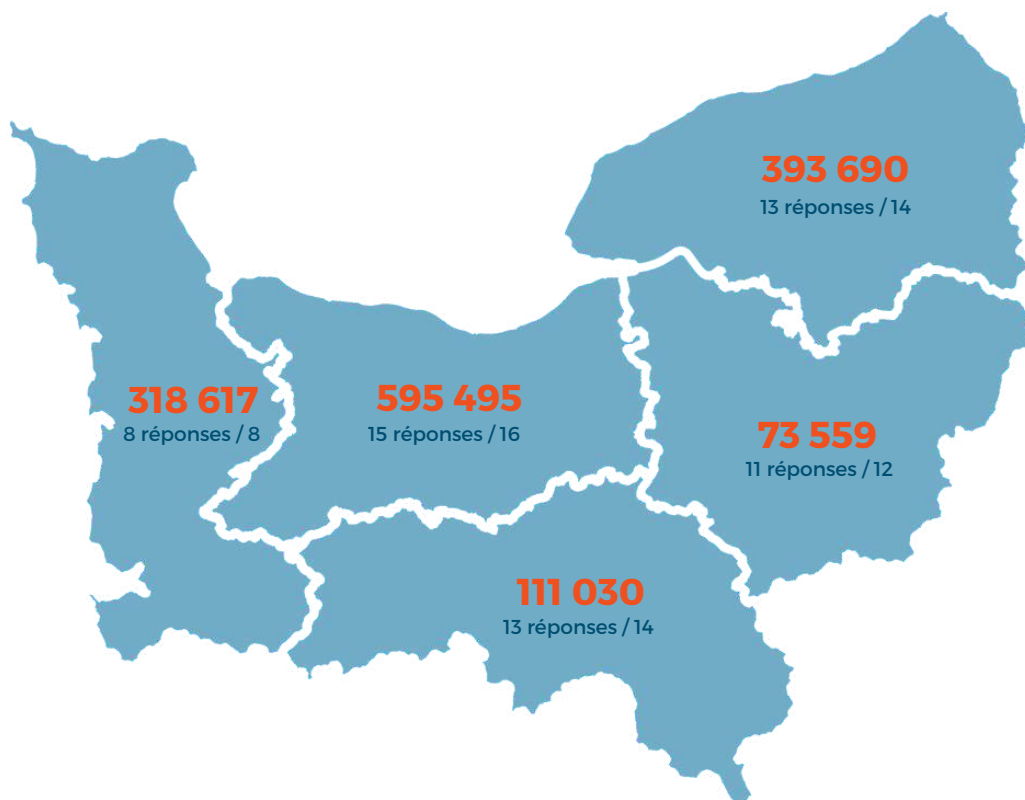 393 690
13 réponses / 14
318 617
8 réponses / 8
595 495
15 réponses / 16
73 559
11 réponses / 12
111 030
13 réponses / 14